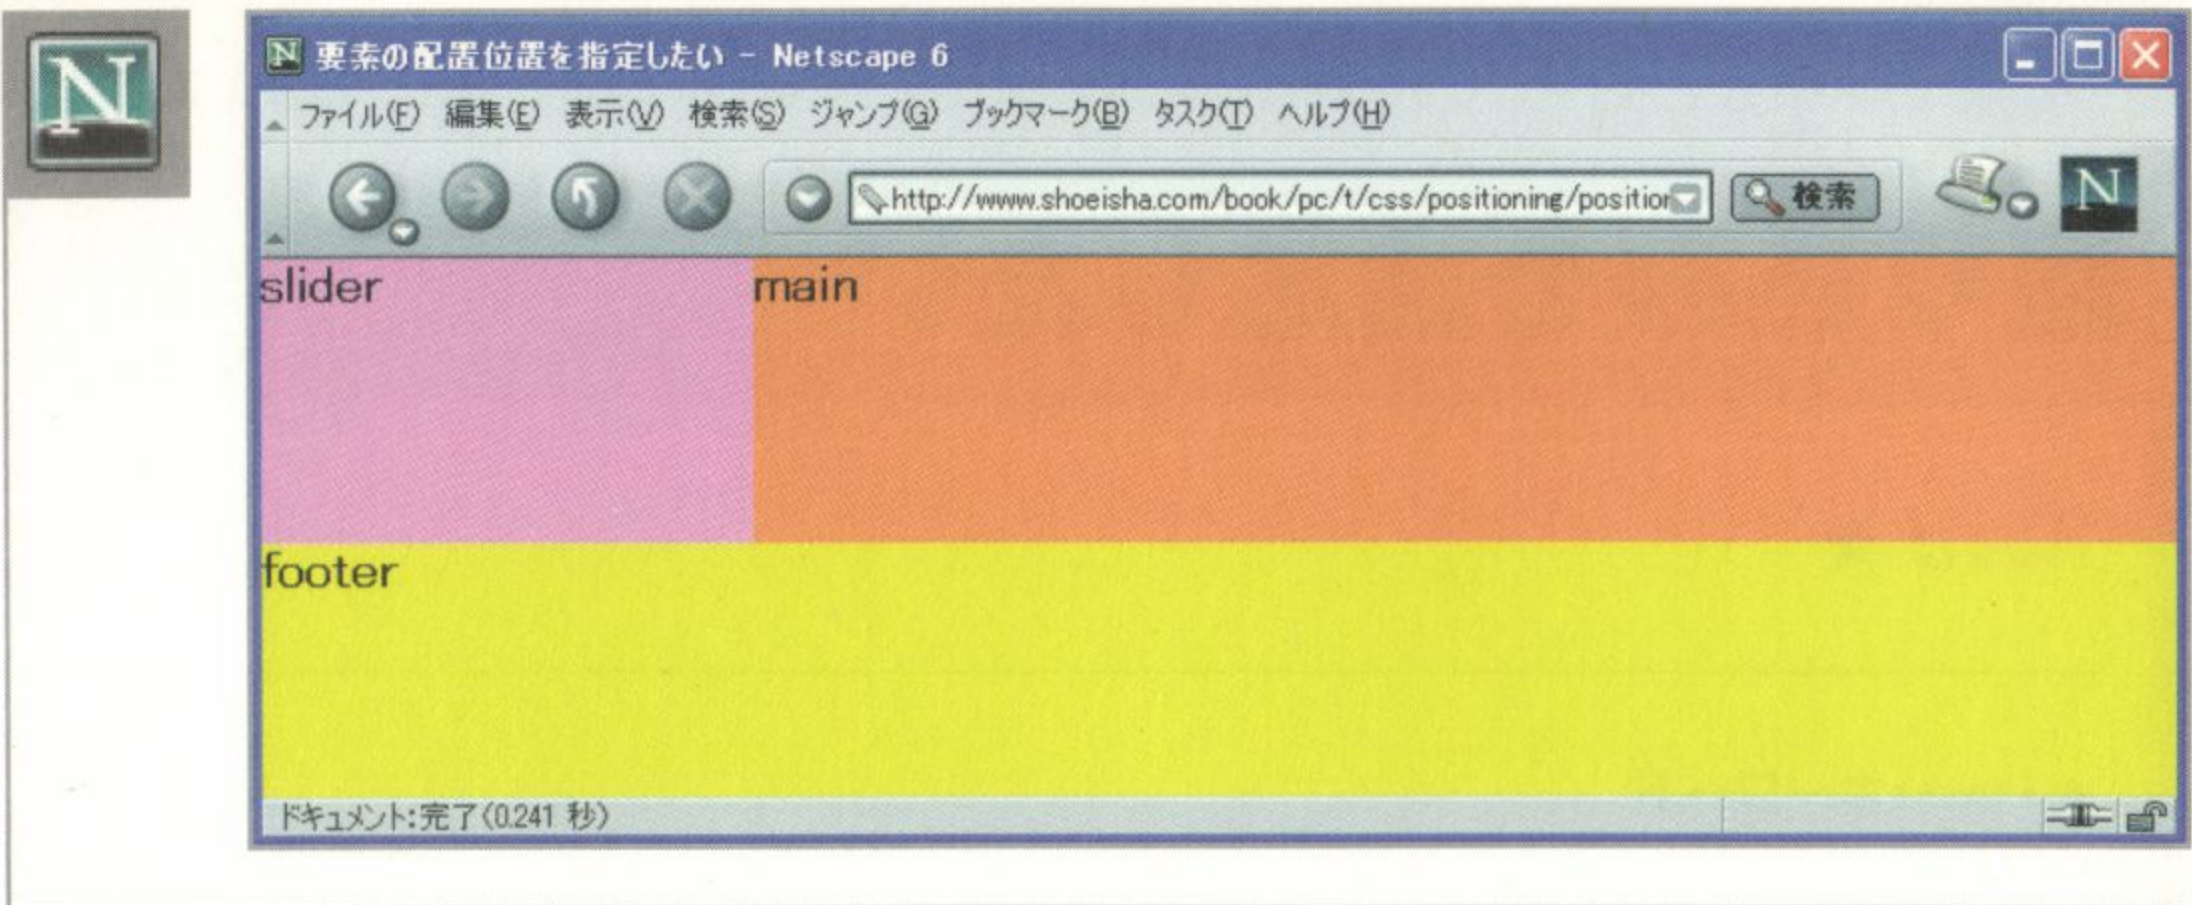 N
要素の配置位置を指定したい - Netscape 6
ファイル(F) 編集(E) 表示(V) 検索(S) ジャンプ(G) ブックマーク(B) タスク(T) ヘルプ(H)
http://www.shoeisha.com/book/pc/t/css/positioning/position 検索 N
slider main
footer
ドキュメント:完了(0.241 秒)